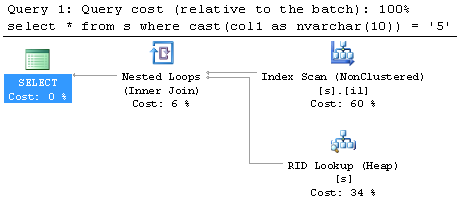 Query 1: Query cost (relative to the batch): 100%
select * from s where cast(col1 as nvarchar(10)) = '5'
SELECT
Cost: 0 %
Nested Loops
(Inner Join)
Cost: 6 %
Index Scan (NonClustered)
[s].[il]
Cost: 60 %
RID Lookup (Heap)
[s]
Cost: 34 %